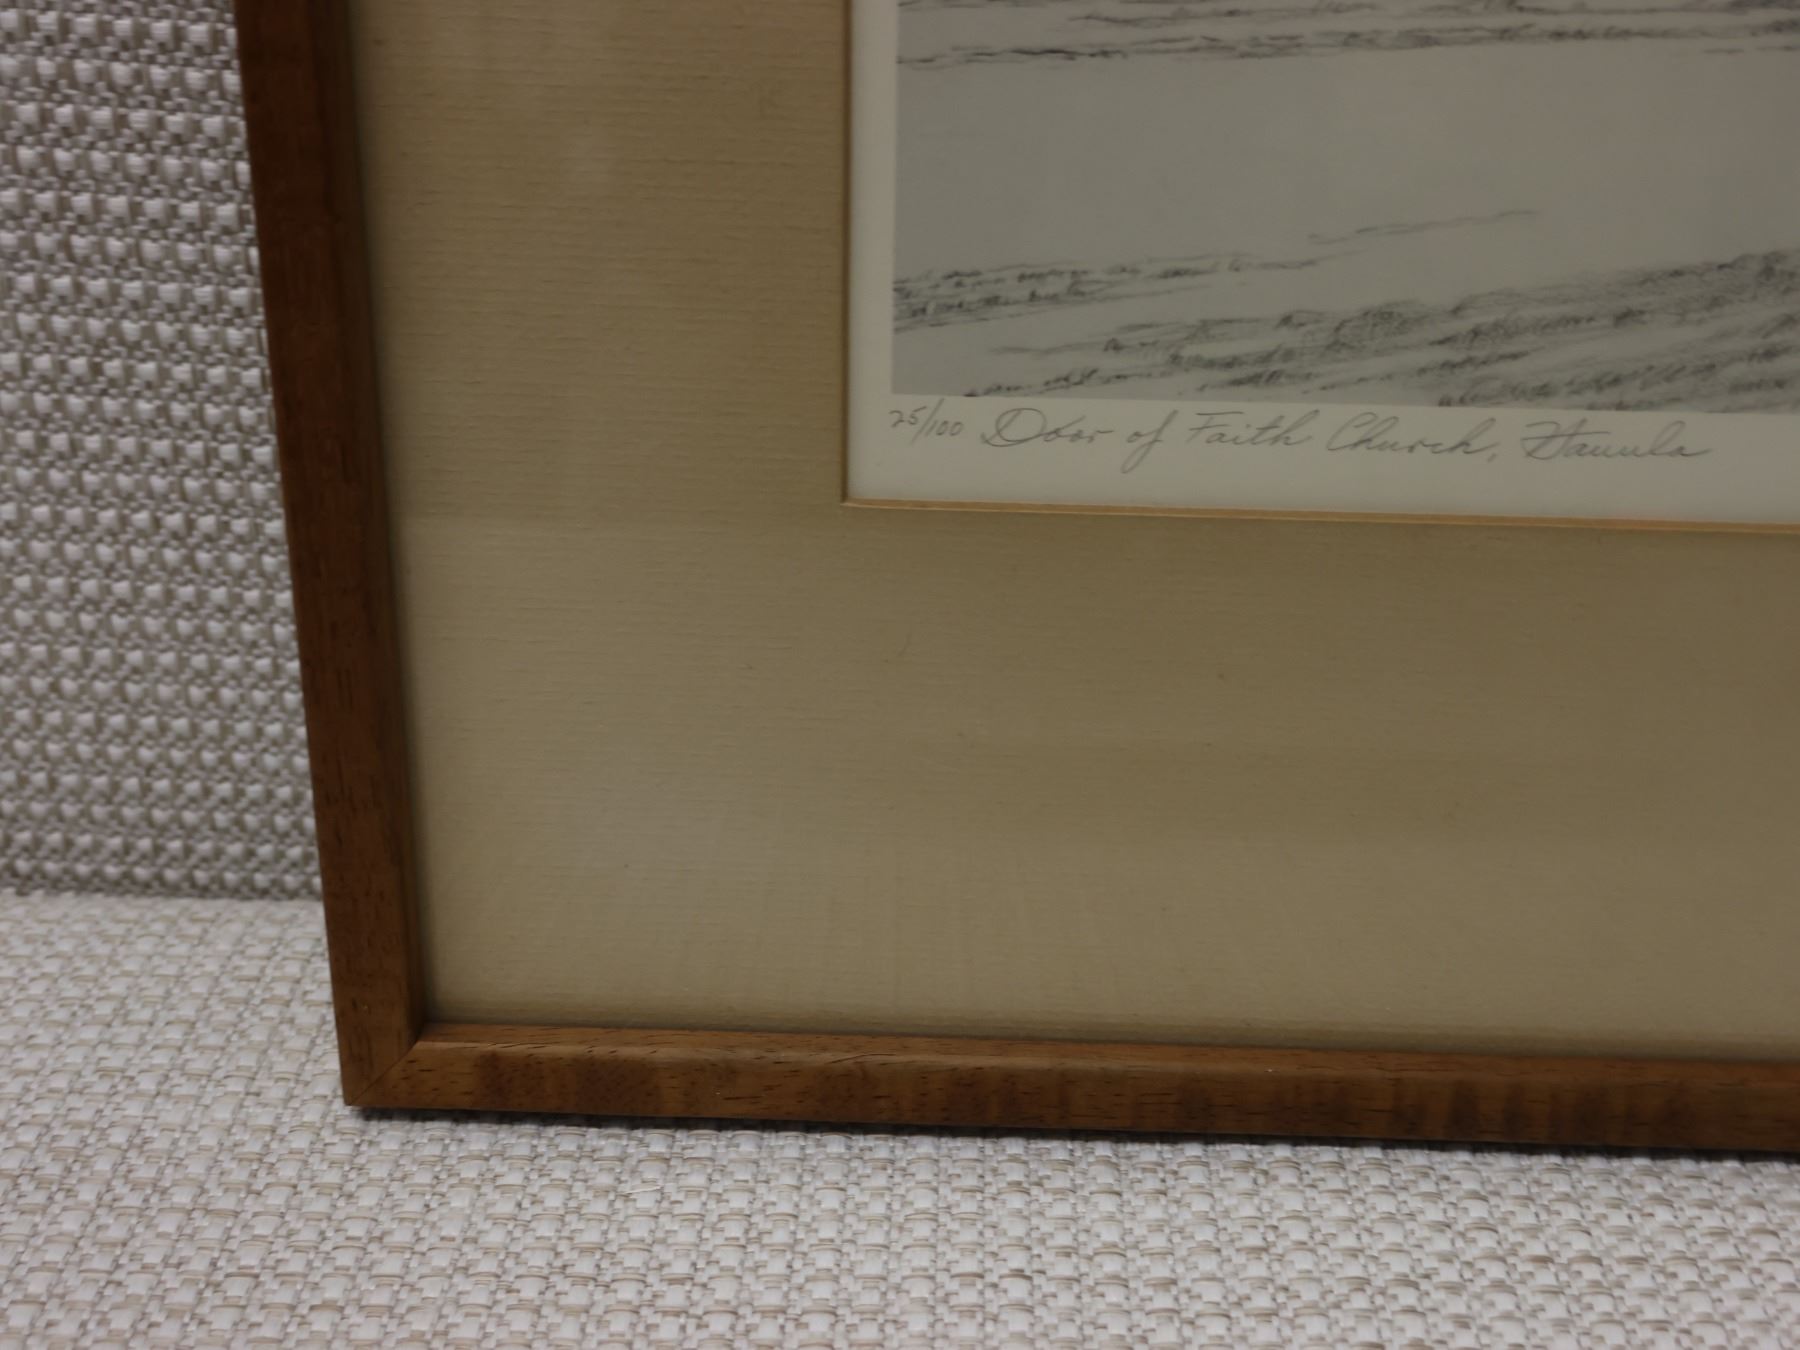 25/100 Door of Faith Church, Hauula